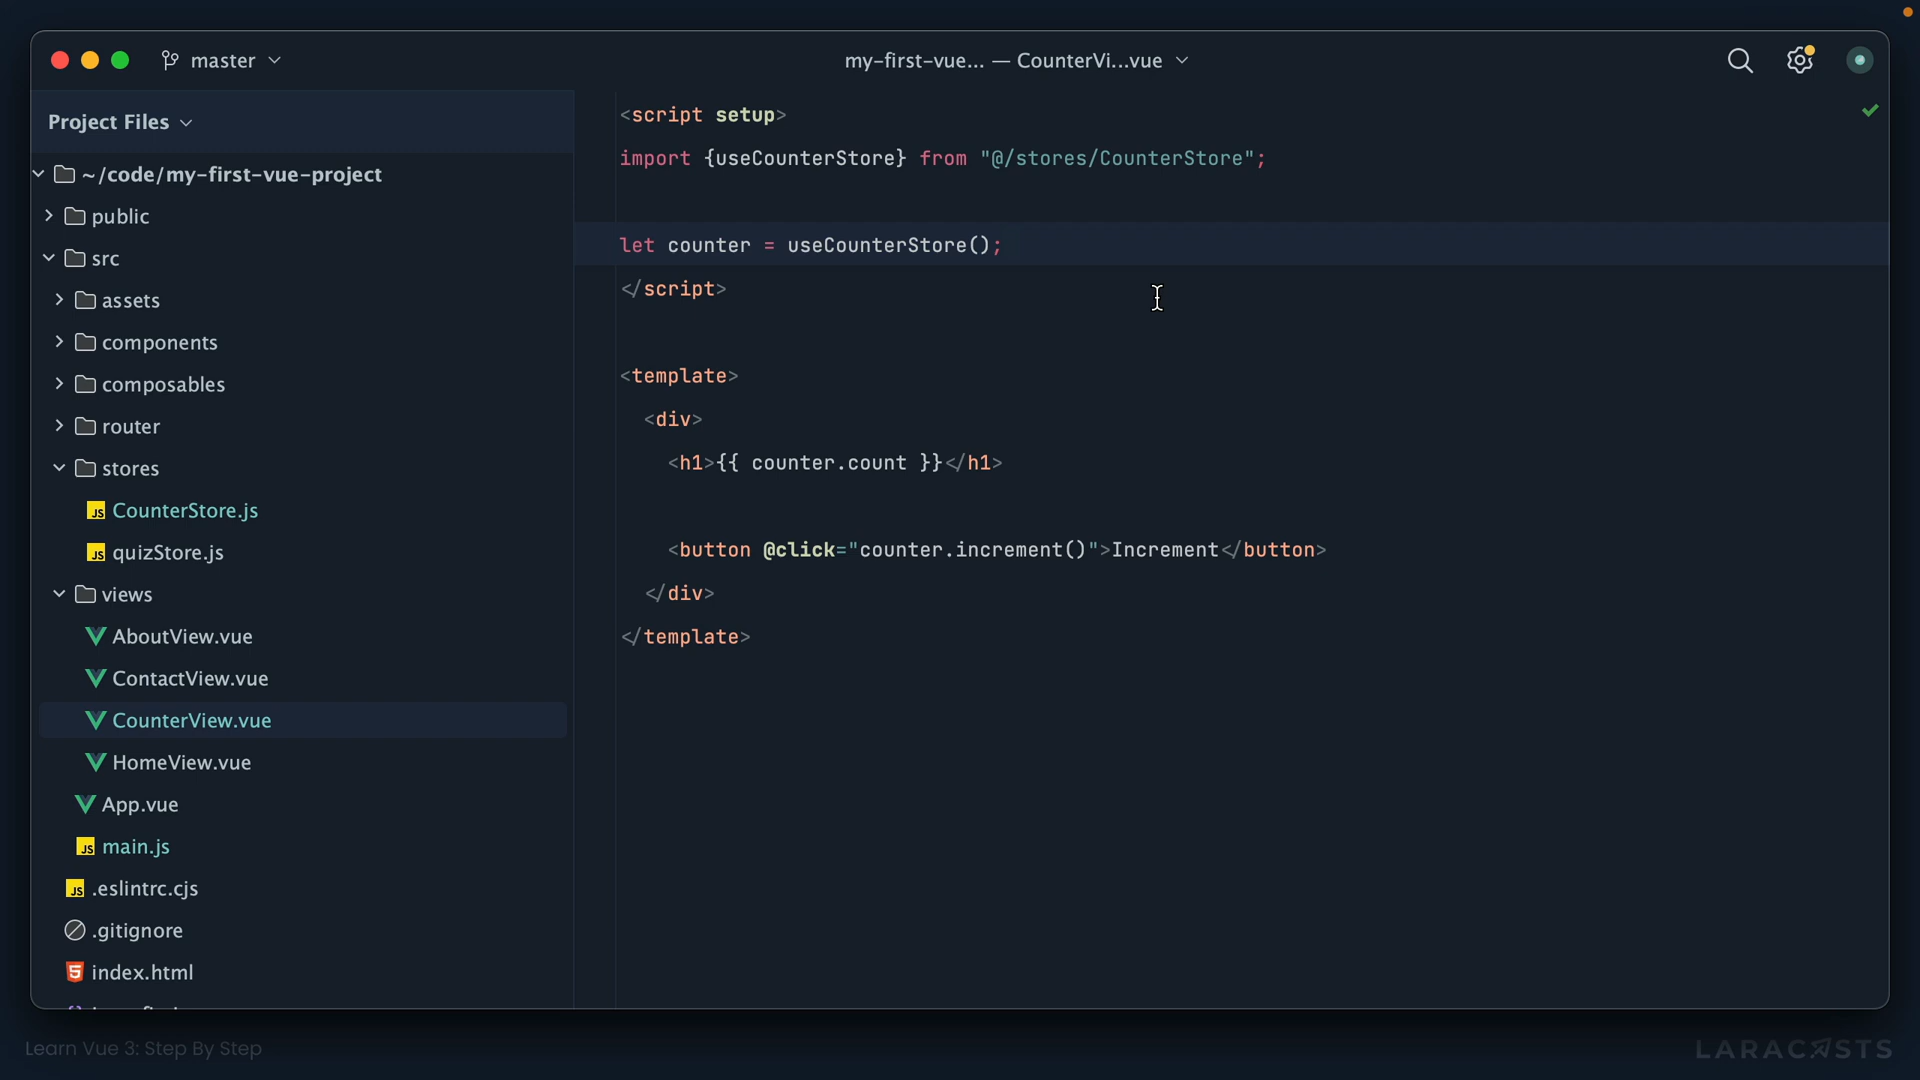 master
my-first-vue... — CounterVi...vue
Project Files
~/code/my-first-vue-project
public
src
assets
components
composables
router
stores
CounterStore.js
quizStore.js
views
AboutView.vue
ContactView.vue
CounterView.vue
HomeView.vue
App.vue
main.js
.eslintrc.cjs
.gitignore
index.html
<script setup>
import {useCounterStore} from "@/stores/CounterStore";
let counter = useCounterStore();
</script>
<template>
<div>
<h1>{{ counter.count }}</h1>
<button @click="counter.increment()">Increment</button>
</div>
</template>
Learn Vue 3: Step By Step
LARACASTS